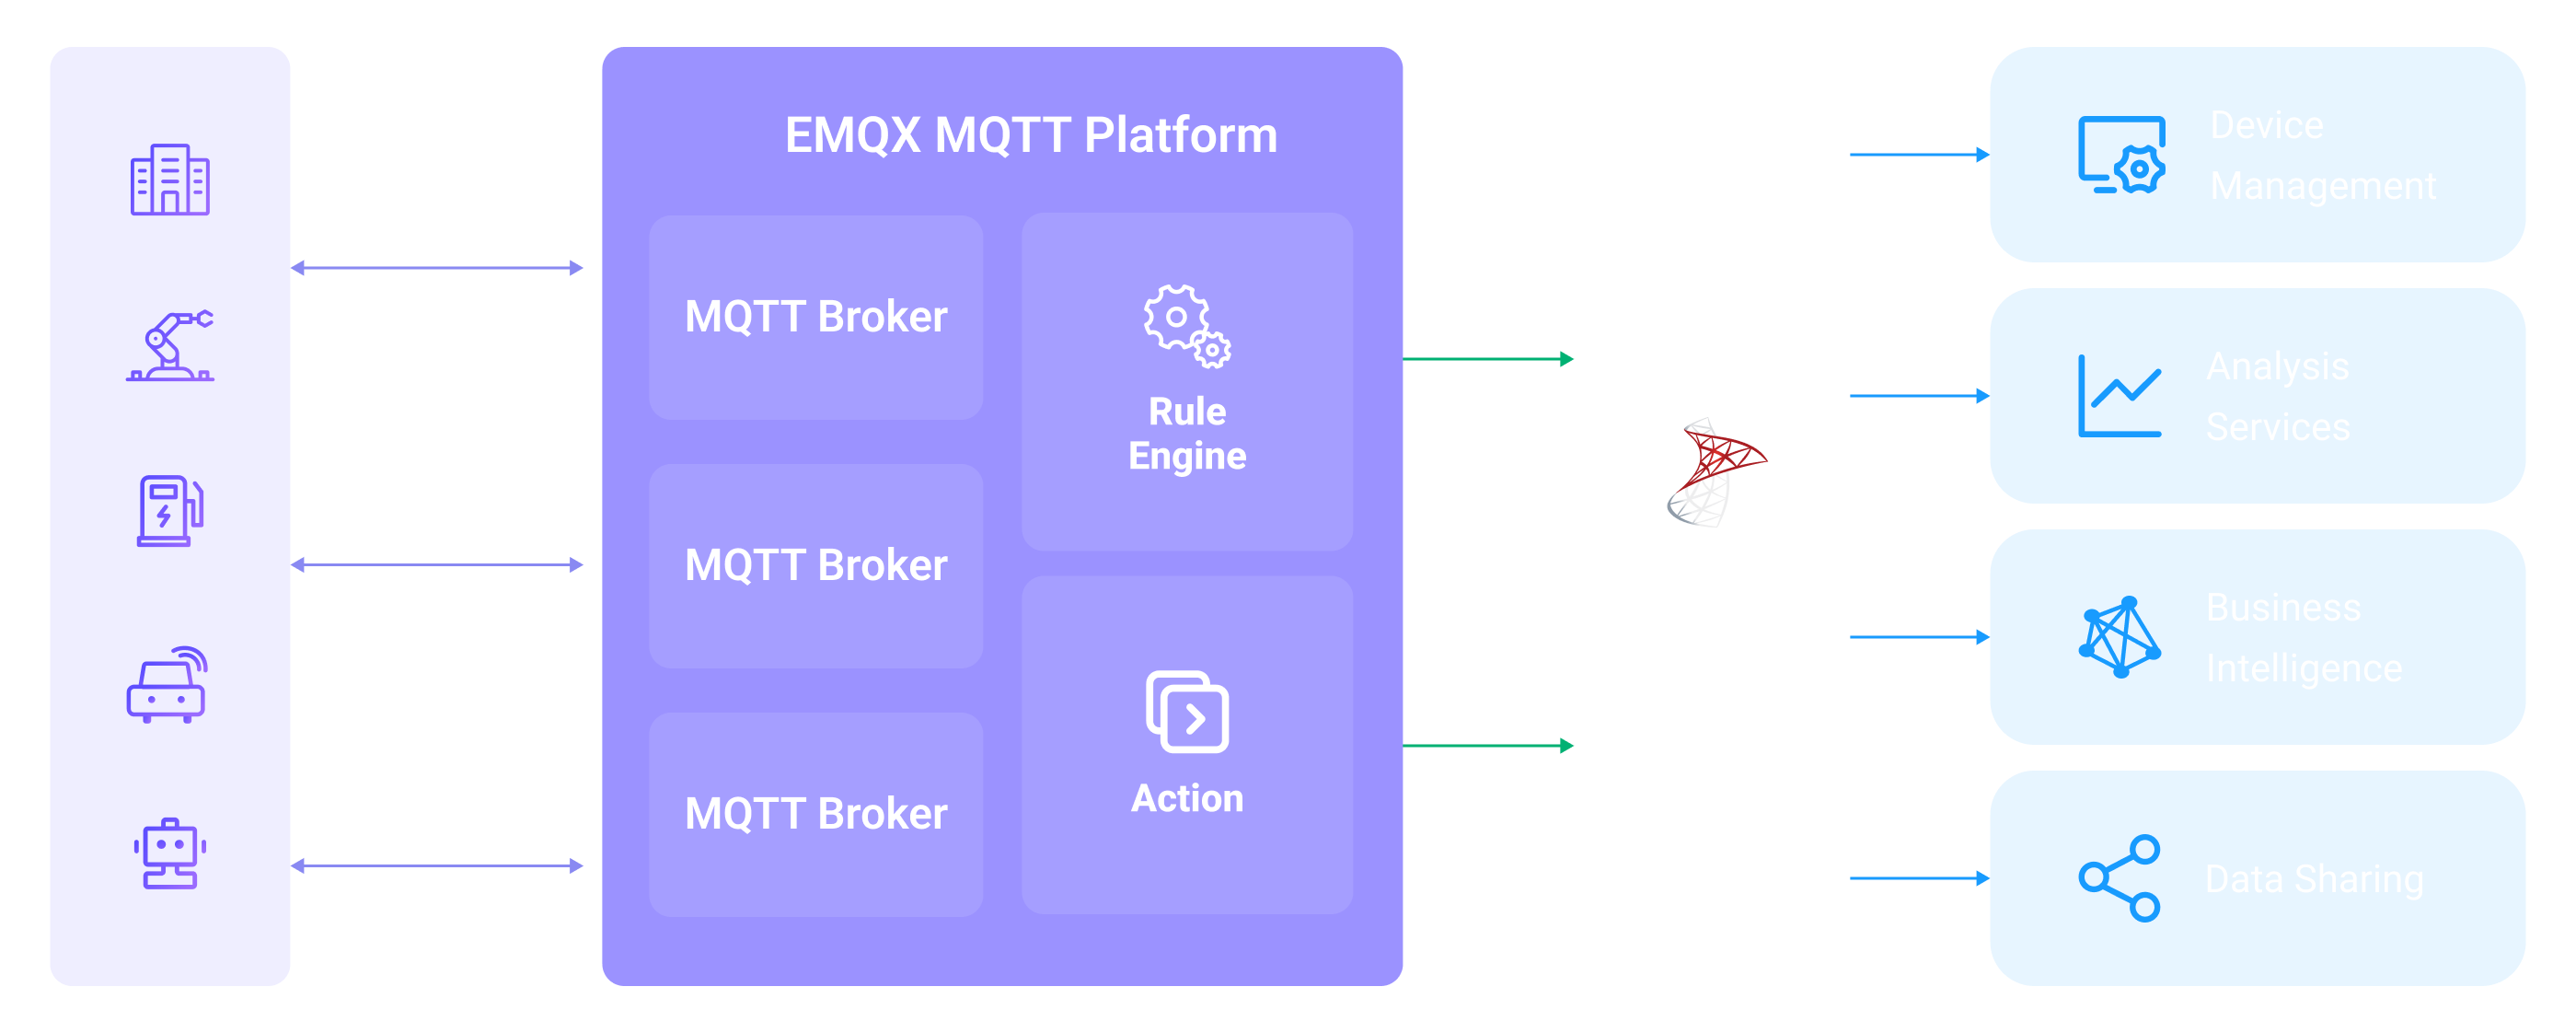 EMQX MQTT Platform
MQTT Broker
MQTT Broker
MQTT Broker
Rule
Engine
Action
Device
Management
Analysis
Services
Business
Intelligence
Data Sharing